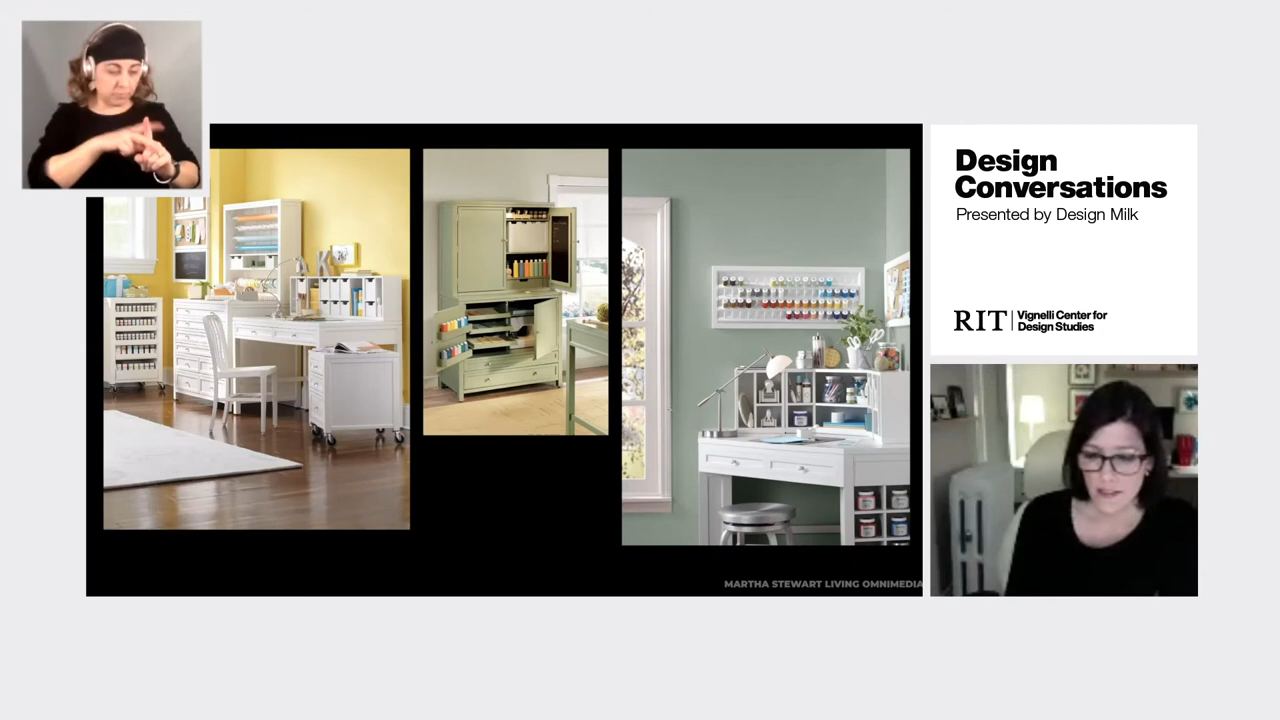 Design
Conversations
Presented by Design Milk
RIT
Vignelli Center for
Design Studies
A K
MARTHA STEWART LIVING OMNIMEDIA